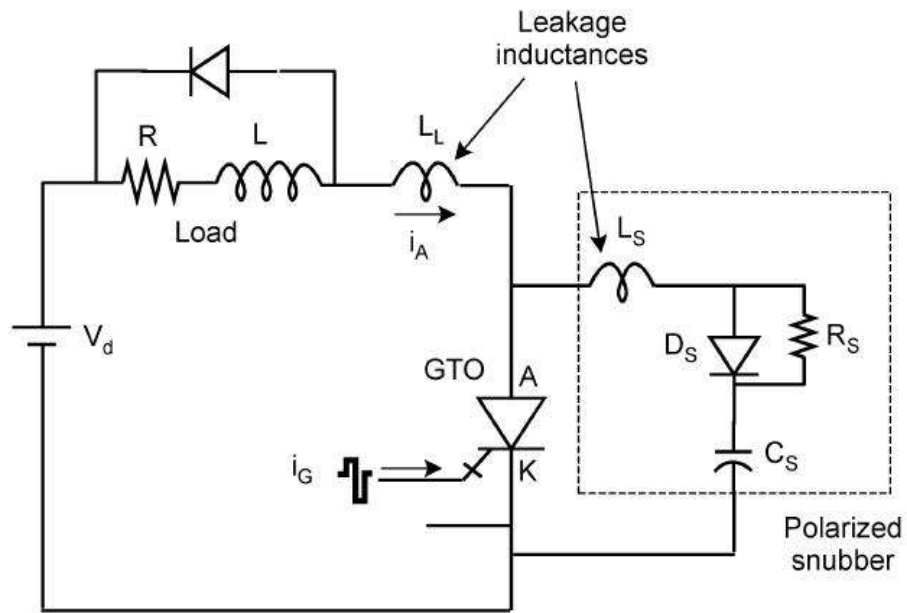 Leakage
inductances
R
L
L_L
Load
i_A
L_S
V_d
D_S
R_S
GTO
A
i_G
K
C_S
Polarized
snubber